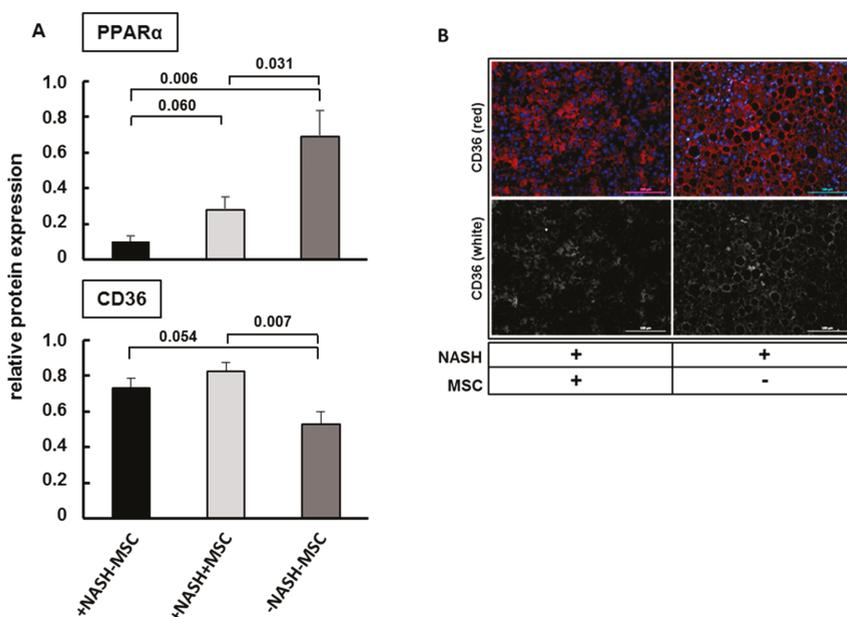 A
PPARα
0.031
0.006
0.060
1.0
0.8
0.6
0.4
0.2
0
CD36
0.007
0.054
1.0
0.8
0.6
0.4
0.2
0
relative protein expression
+NASH-MSC
+NASH+MSC
-NASH-MSC
B
CD36 (red)
CD36 (white)
NASH + +
MSC + -